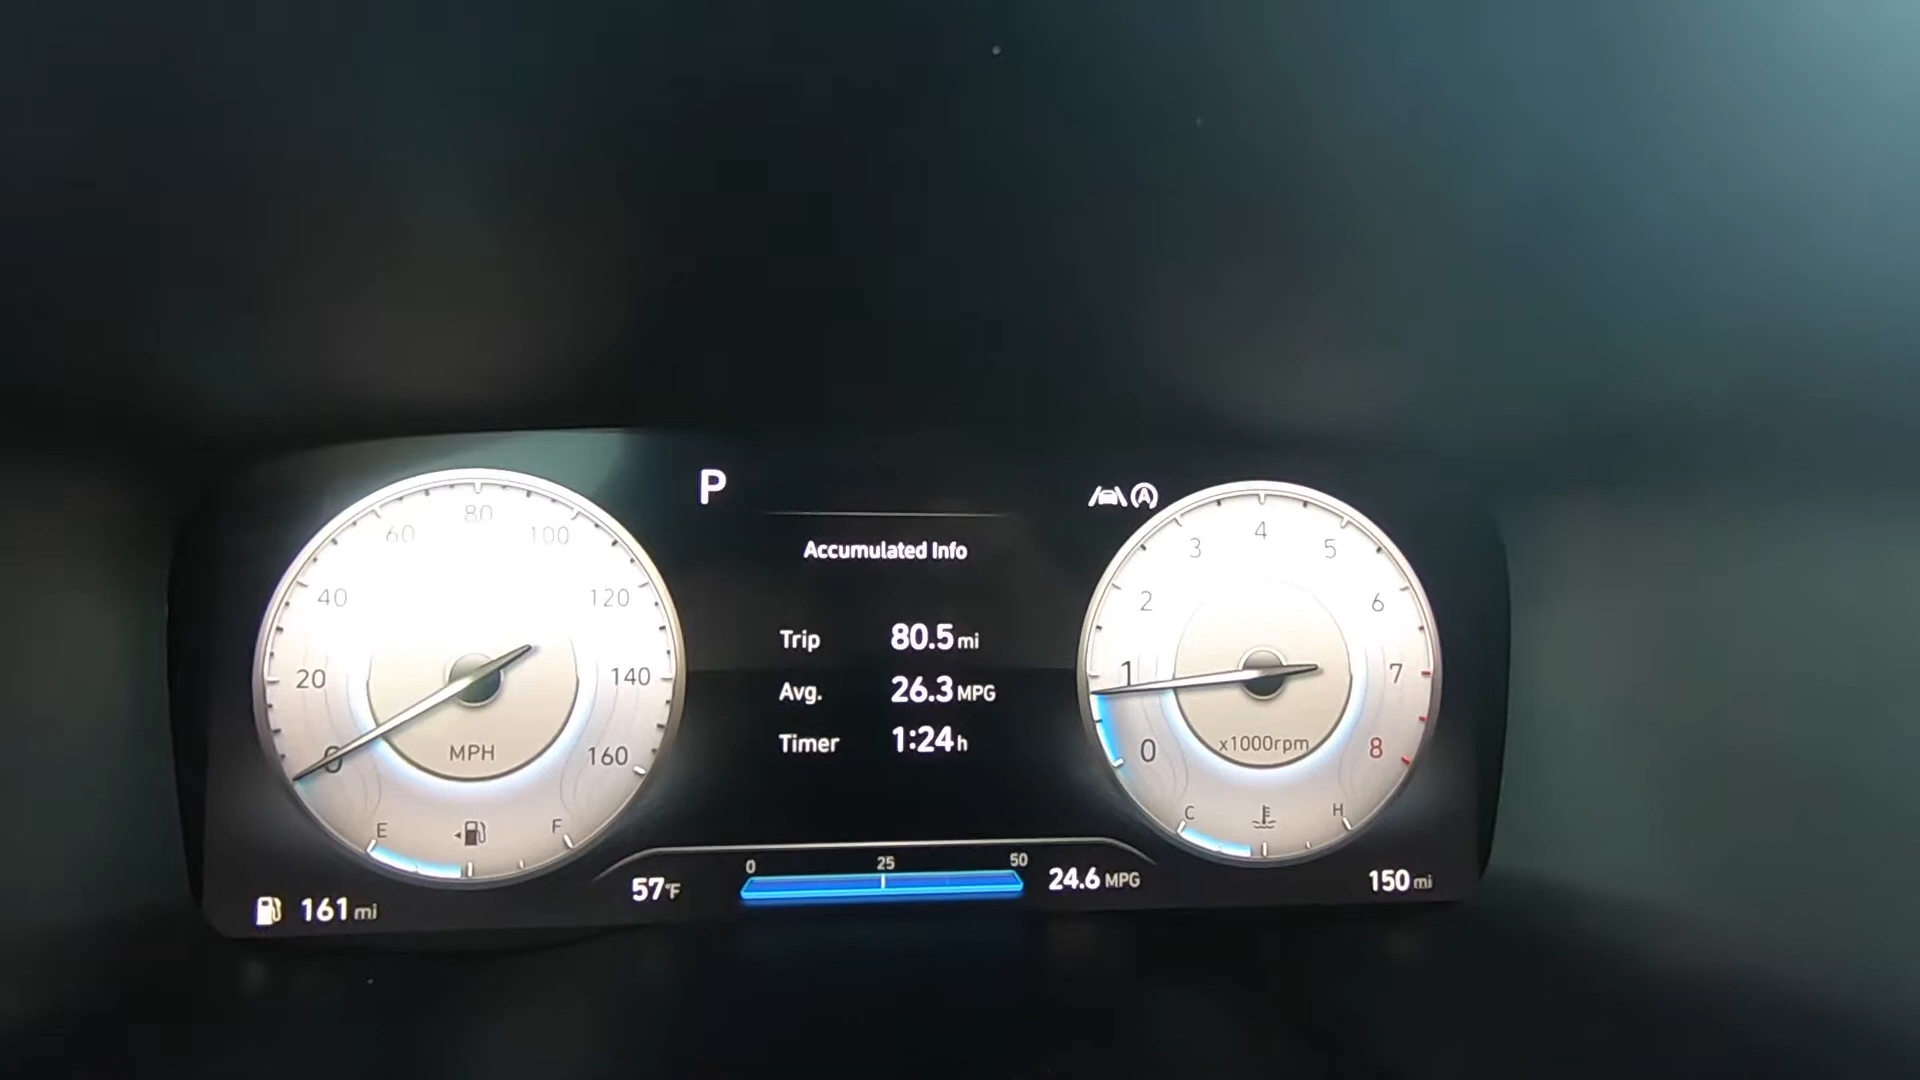 P
A
Accumulated Info
Trip 80.5 mi
Avg. 26.3 MPG
Timer 1:24 h
0 20 40 60 80 100 120 140 160
MPH
E F
161 mi
57°F
0 25 50
24.6 MPG
0 1 2 3 4 5 6 7 8
x1000rpm
C H
150 mi